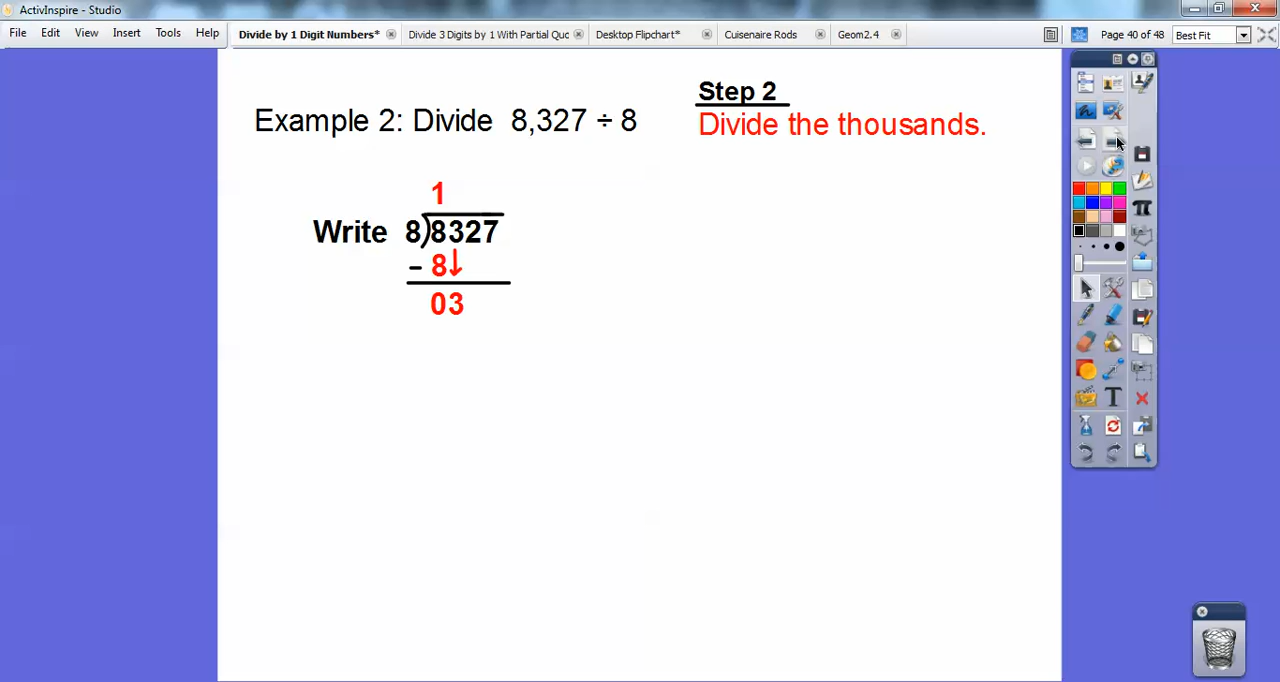 ActivInspire - Studio
File Edit View Insert Tools Help
Divide by 1 Digit Numbers*
Divide 3 Digits by 1 With Partial Quc
Desktop Flipchart*
Cuisenaire Rods
Geom2.4
Page 40 of 48
Best Fit
Example 2: Divide 8,327 ÷ 8
Step 2
Divide the thousands.
1
Write 8)8327
- 8↓
03